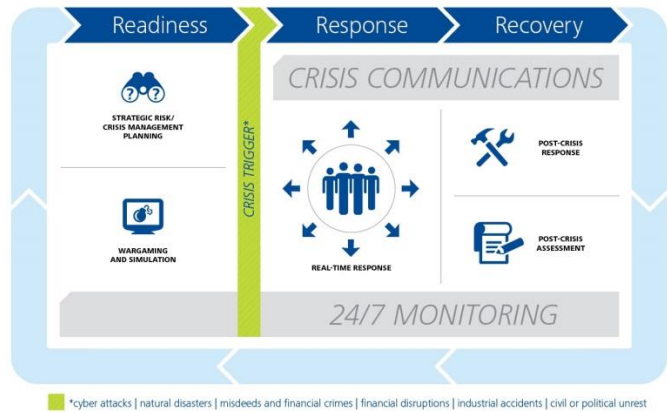 Readiness
Response
Recovery
CRISIS COMMUNICATIONS
STRATEGIC RISK/
CRISIS MANAGEMENT
PLANNING
CRISIS TRIGGER*
POST-CRISIS
RESPONSE
WARGAMING
AND SIMULATION
REAL-TIME RESPONSE
POST-CRISIS
ASSESSMENT
24/7 MONITORING
*cyber attacks | natural disasters | misdeeds and financial crimes | financial disruptions | industrial accidents | civil or political unrest